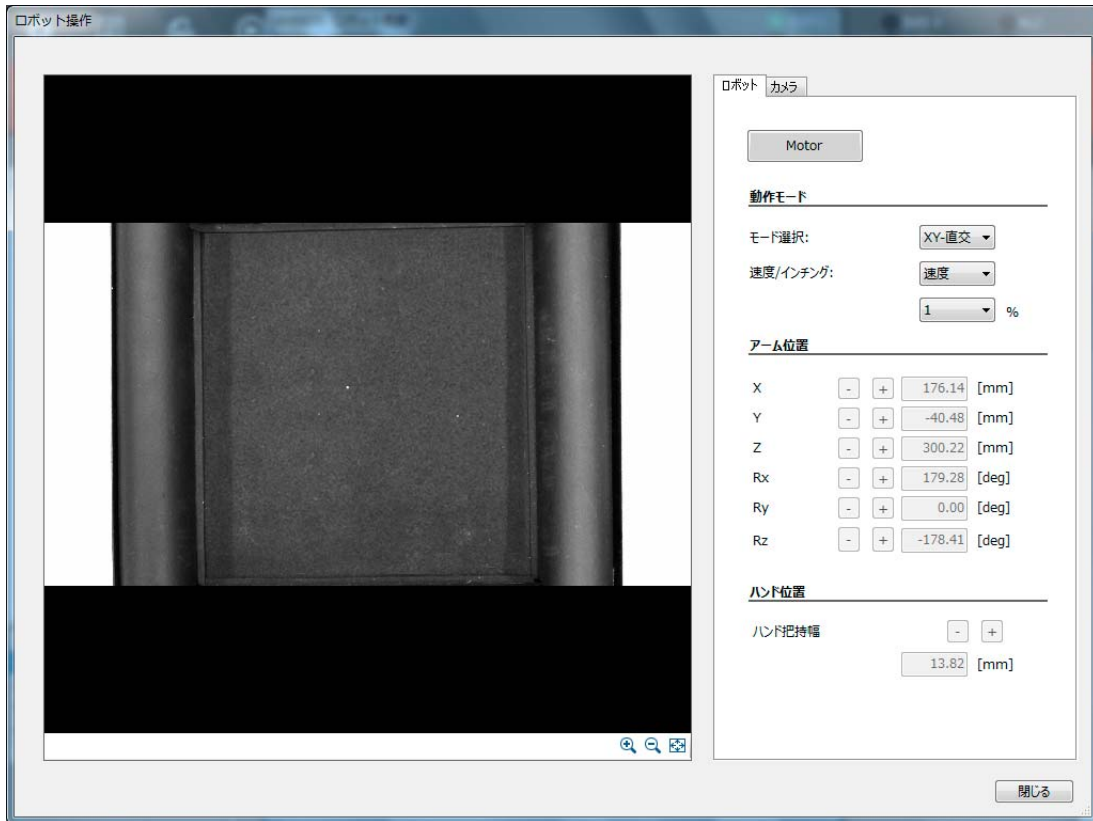 ロボット操作
ロボット カメラ
Motor
動作モード
モード選択: XY-直交
速度/インチング: 速度
1 %
アーム位置
X - + 176.14 [mm]
Y - + -40.48 [mm]
Z - + 300.22 [mm]
Rx - + 179.28 [deg]
Ry - + 0.00 [deg]
Rz - + -178.41 [deg]
ハンド位置
ハンド把持幅 - +
13.82 [mm]
閉じる